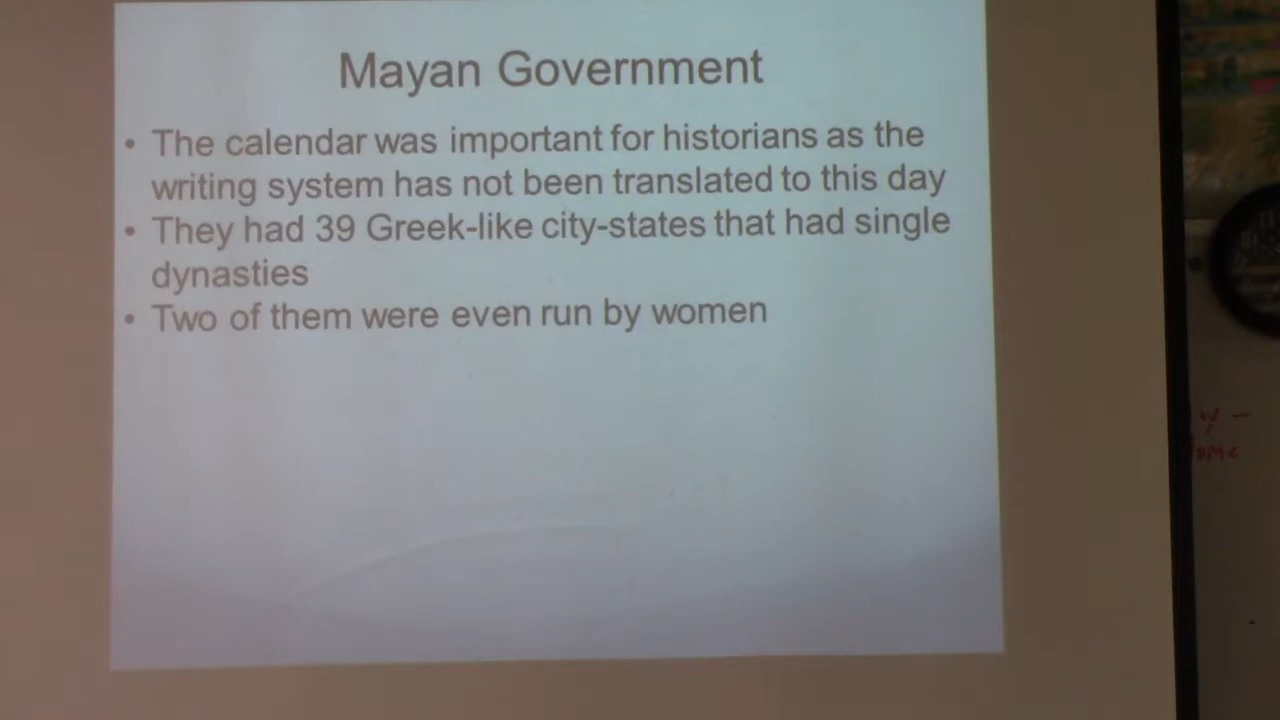 Mayan Government
• The calendar was important for historians as the
writing system has not been translated to this day
• They had 39 Greek-like city-states that had single
dynasties
• Two of them were even run by women